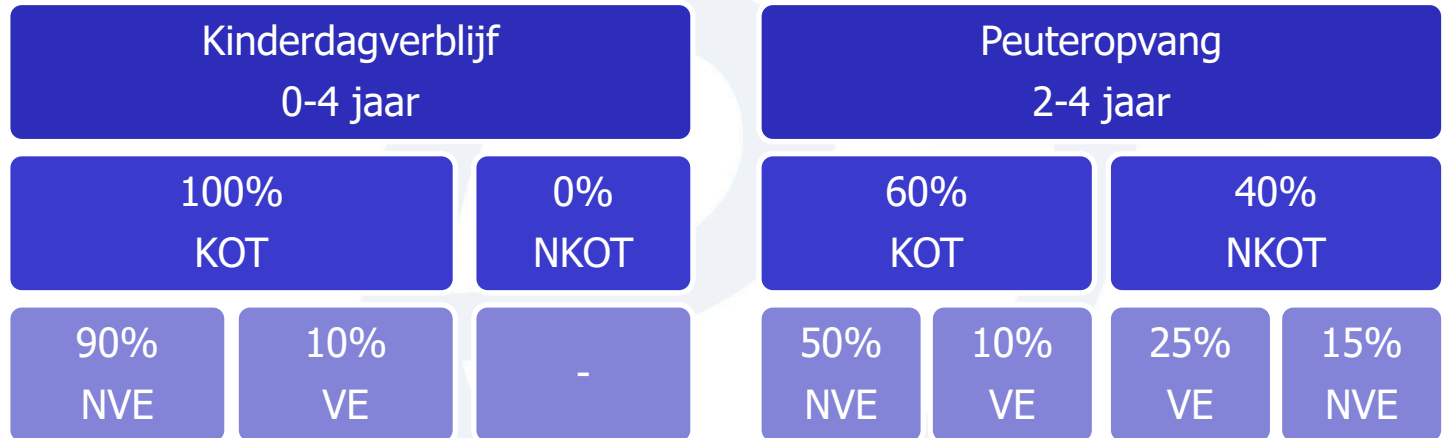 Kinderdagverblijf
0-4 jaar
Peuteropvang
2-4 jaar
100%
KOT
0%
NKOT
60%
KOT
40%
NKOT
90%
NVE
10%
VE
-
50%
NVE
10%
VE
25%
VE
15%
NVE